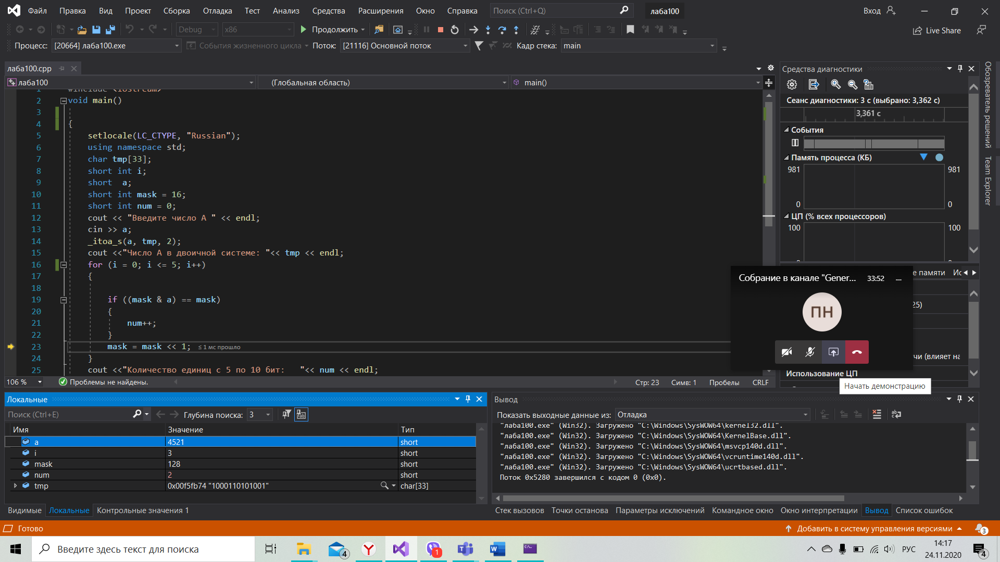 Файл Правка Вид Проект Сборка Отладка Тест Анализ Средства Расширения Окно Справка Поиск (Ctrl+Q) лаба100 Вход
Debug x86 Продолжить Live Share
Процесс: [20664] лаба100.exe События жизненного цикла Поток: [21116] Основной поток Кадр стека: main
лаба100.cpp
лаба100 (Глобальная область) main()
1 #include <iostream>
2 void main()
3
4 {
5 setlocale(LC_CTYPE, "Russian");
6 using namespace std;
7 char tmp[33];
8 short int i;
9 short  a;
10 short int mask = 16;
11 short int num = 0;
12 cout << "Введите число А " << endl;
13 cin >> a;
14 _itoa_s(a, tmp, 2);
15 cout <<"Число А в двоичной системе: "<< tmp << endl;
16 for (i = 0; i <= 5; i++)
17 {
18
19 if ((mask & a) == mask)
20 {
21 num++;
22 }
23 mask = mask << 1; ≤ 1 мс прошло
24 }
25 cout <<"Количество единиц с 5 по 10 бит:   "<< num << endl;
106 % Проблемы не найдены. Стр: 23 Симв: 1 Пробелы CRLF
Средства диагностики
Сеанс диагностики: 3 с (выбрано: 3,362 с)
3,361 с
События
Память процесса (КБ)
981 981
0 0
ЦП (% всех процессоров)
100 100
е памяти Ис
25)
чи (влияет на
Использование ЦП
Собрание в канале "Gener... 33:52
ПН
Начать демонстрацию
Обозреватель решений
Team Explorer
Локальные
Поиск (Ctrl+E) Глубина поиска: 3
Имя Значение Тип
a 4521 short
i 3 short
mask 128 short
num 2 short
tmp 0x00f5fb74 "1000110101001" char[33]
Видимые Локальные Контрольные значения 1
Вывод
Показать выходные данные из: Отладка
"лаба100.exe" (Win32). Загружено "C:\Windows\SysWOW64\kernel32.dll".
"лаба100.exe" (Win32). Загружено "C:\Windows\SysWOW64\KernelBase.dll".
"лаба100.exe" (Win32). Загружено "C:\Windows\SysWOW64\msvcp140d.dll".
"лаба100.exe" (Win32). Загружено "C:\Windows\SysWOW64\vcruntime140d.dll".
"лаба100.exe" (Win32). Загружено "C:\Windows\SysWOW64\ucrtbased.dll".
Поток 0x5280 завершился с кодом 0 (0x0).
Стек вызовов Точки останова Параметры исключений Командное окно Окно интерпретации Вывод Список ошибок
Готово Добавить в систему управления версиями 3
Введите здесь текст для поиска 4 1 РУС 14:17
24.11.2020 4